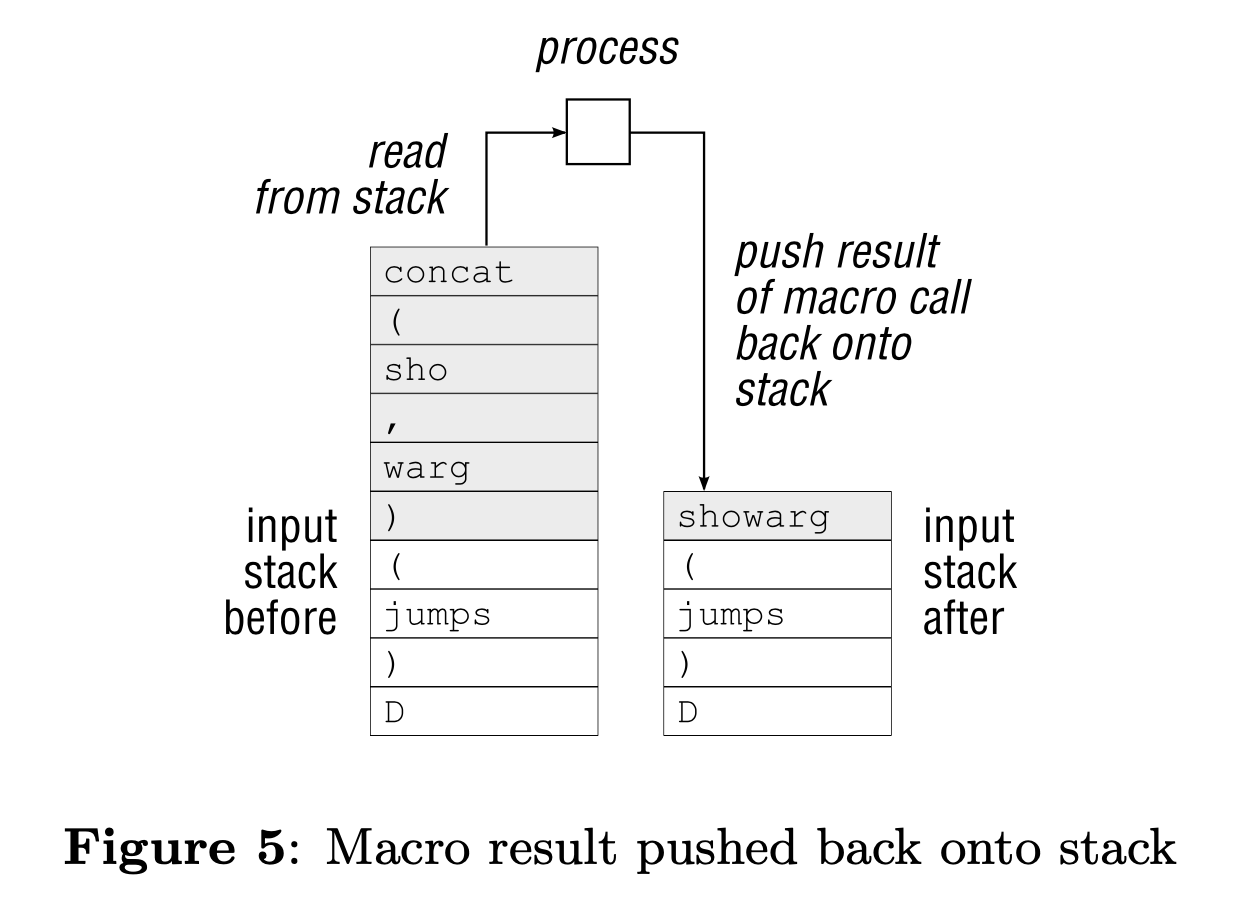 process
read
from stack
concat
(
sho
,
warg
)
(
jumps
)
D
input
stack
before
push result
of macro call
back onto
stack
showarg
(
jumps
)
D
input
stack
after
Figure 5: Macro result pushed back onto stack